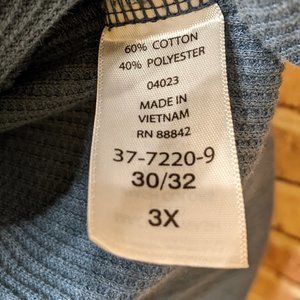 60% COTTON
40% POLYESTER
04023
MADE IN
VIETNAM
RN 88842
37-7220-9
30/32
3X